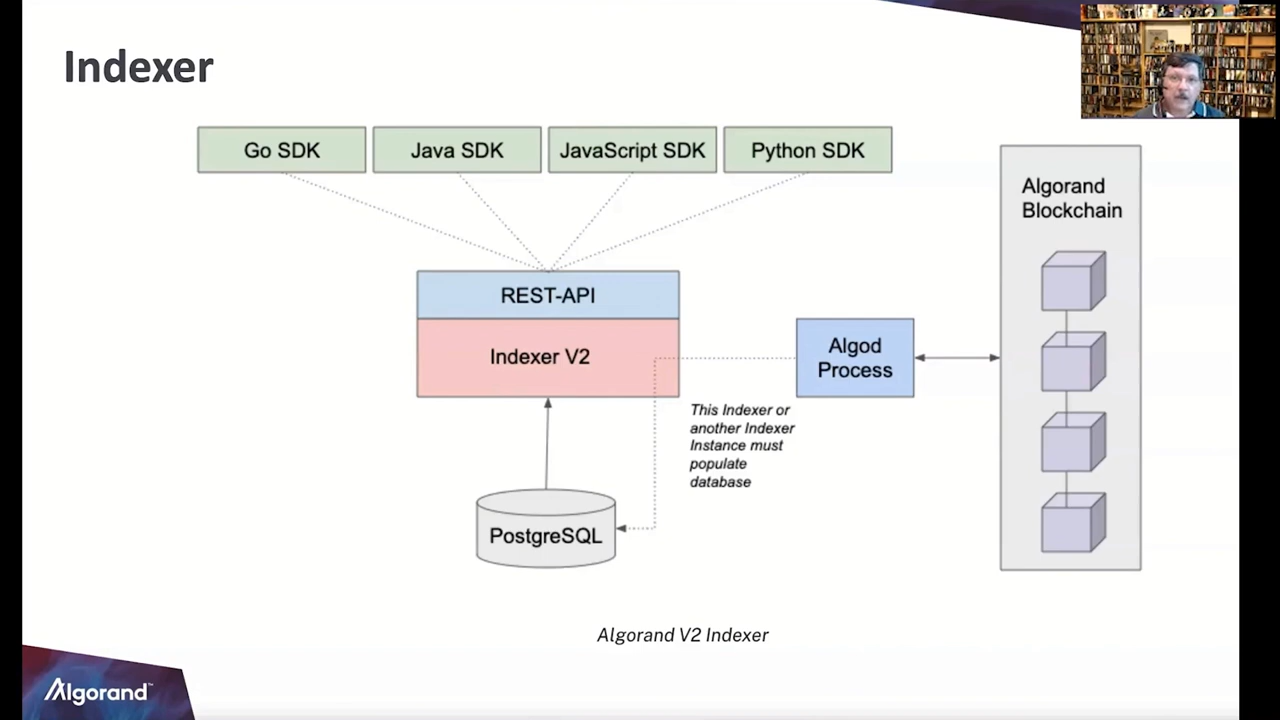 Indexer
Go SDK
Java SDK
JavaScript SDK
Python SDK
Algorand
Blockchain
REST-API
Indexer V2
Algod
Process
This Indexer or
another Indexer
Instance must
populate
database
PostgreSQL
Algorand V2 Indexer
Algorand™